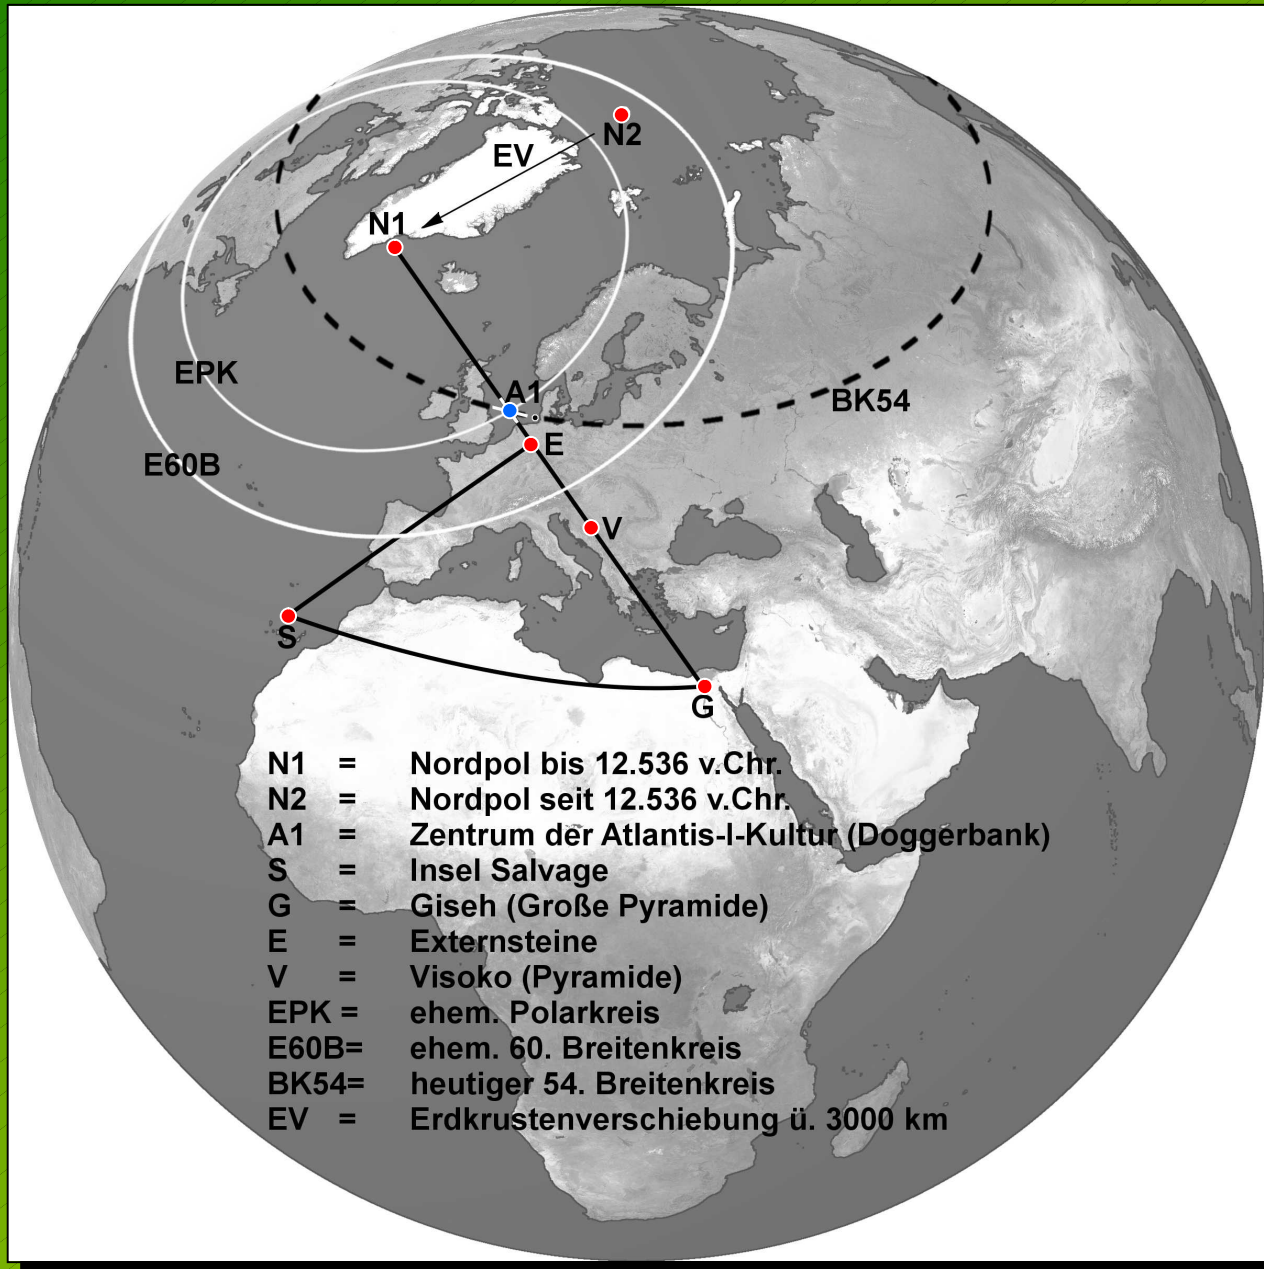 N2
EV
N1
EPK
A1
BK54
E
E60B
V
S
G
N1 = Nordpol bis 12.536 v.Chr.
N2 = Nordpol seit 12.536 v.Chr.
A1 = Zentrum der Atlantis-I-Kultur (Doggerbank)
S = Insel Salvage
G = Giseh (Große Pyramide)
E = Externsteine
V = Visoko (Pyramide)
EPK = ehem. Polarkreis
E60B= ehem. 60. Breitenkreis
BK54= heutiger 54. Breitenkreis
EV = Erdkrustenverschiebung ü. 3000 km